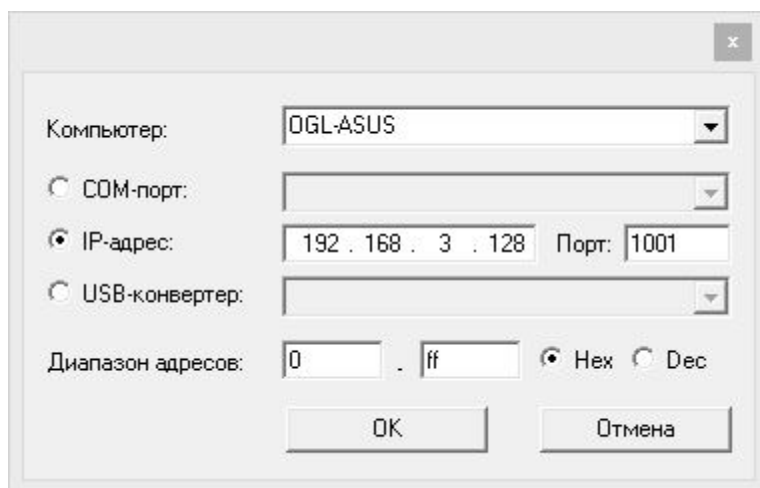 Компьютер: OGL-ASUS
COM-порт:
IP-адрес: 192 . 168 . 3 . 128 Порт: 1001
USB-конвертер:
Диапазон адресов: 0 . ff Hex Dec
OK Отмена